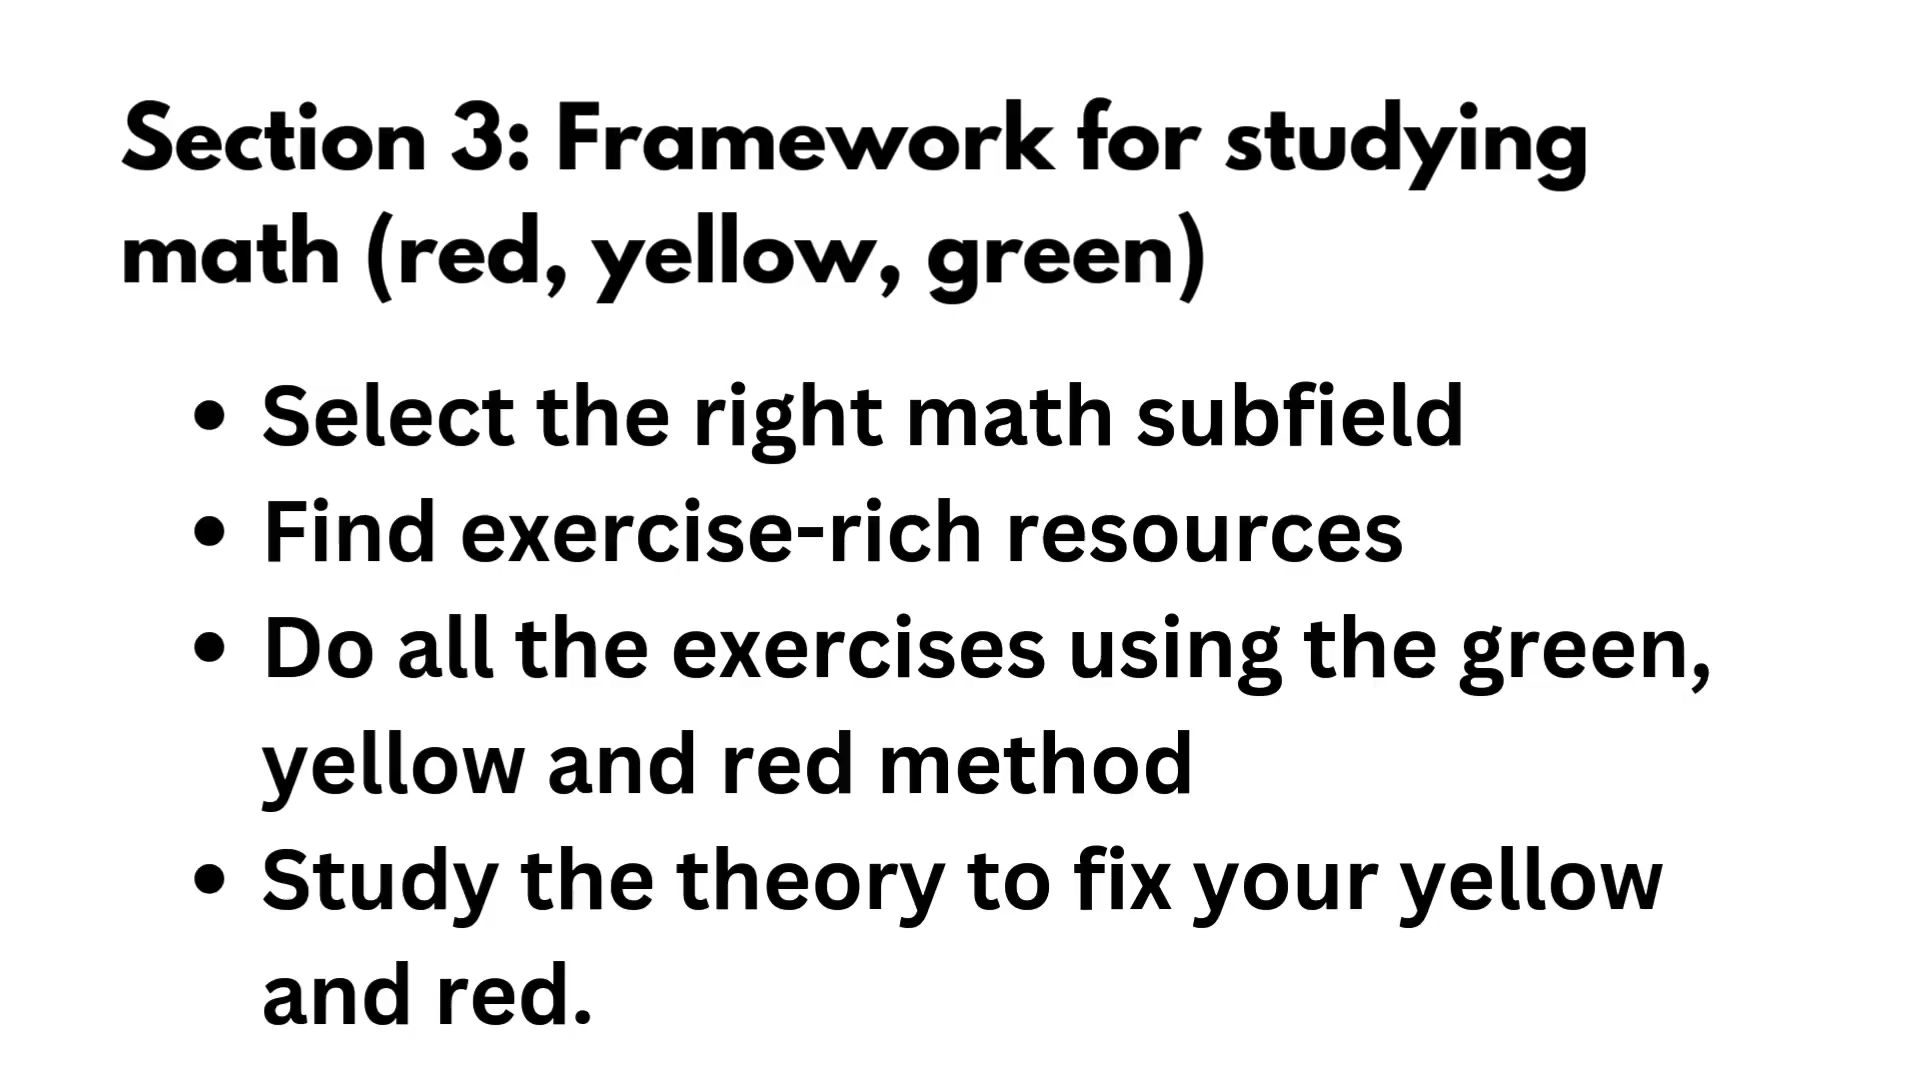 Section 3: Framework for studying
math (red, yellow, green)
• Select the right math subfield
• Find exercise-rich resources
• Do all the exercises using the green,
yellow and red method
• Study the theory to fix your yellow
and red.